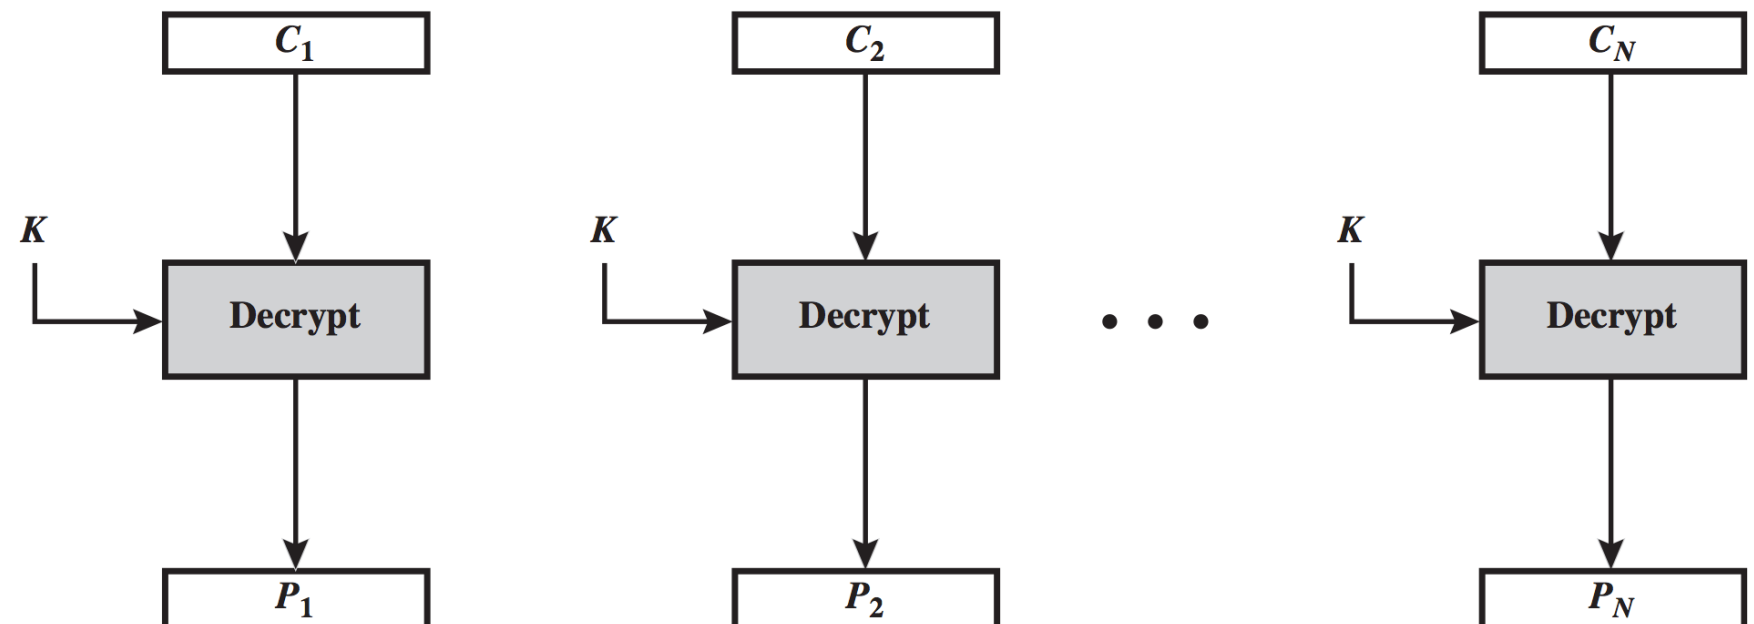 C1 C2 CN
K K K
Decrypt Decrypt • • • Decrypt
P1 P2 PN